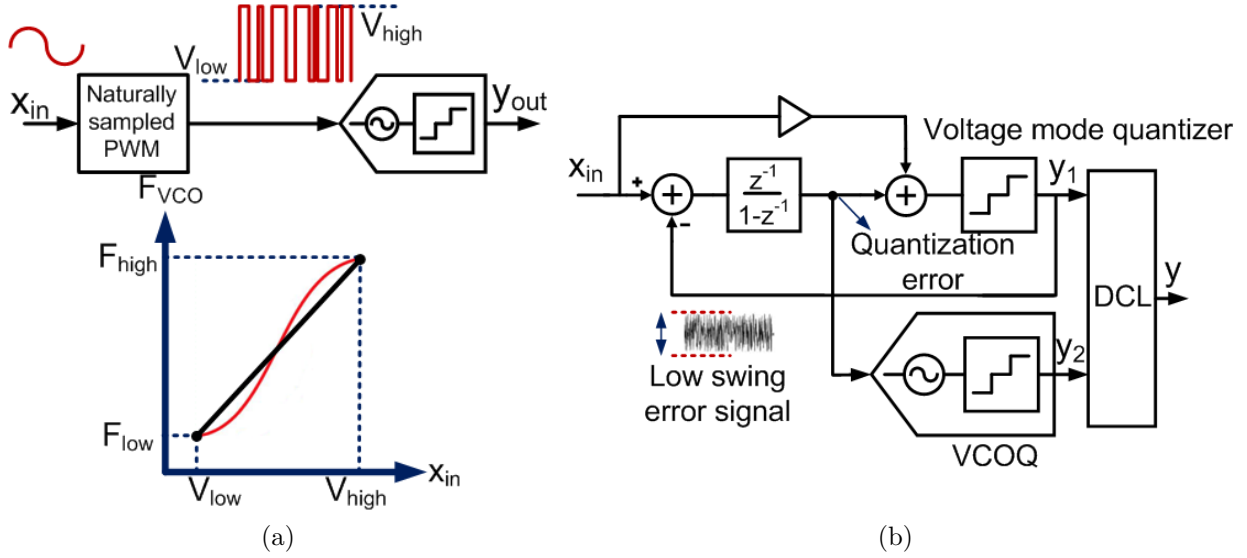 V_high
V_low
x_in
Naturally
sampled
PWM
y_out
F_VCO
F_high
F_low
V_low
V_high
x_in
(a)
Voltage mode quantizer
x_in
+
-
z^-1
1-z^-1
y_1
Quantization
error
DCL
y
Low swing
error signal
y_2
VCOQ
(b)